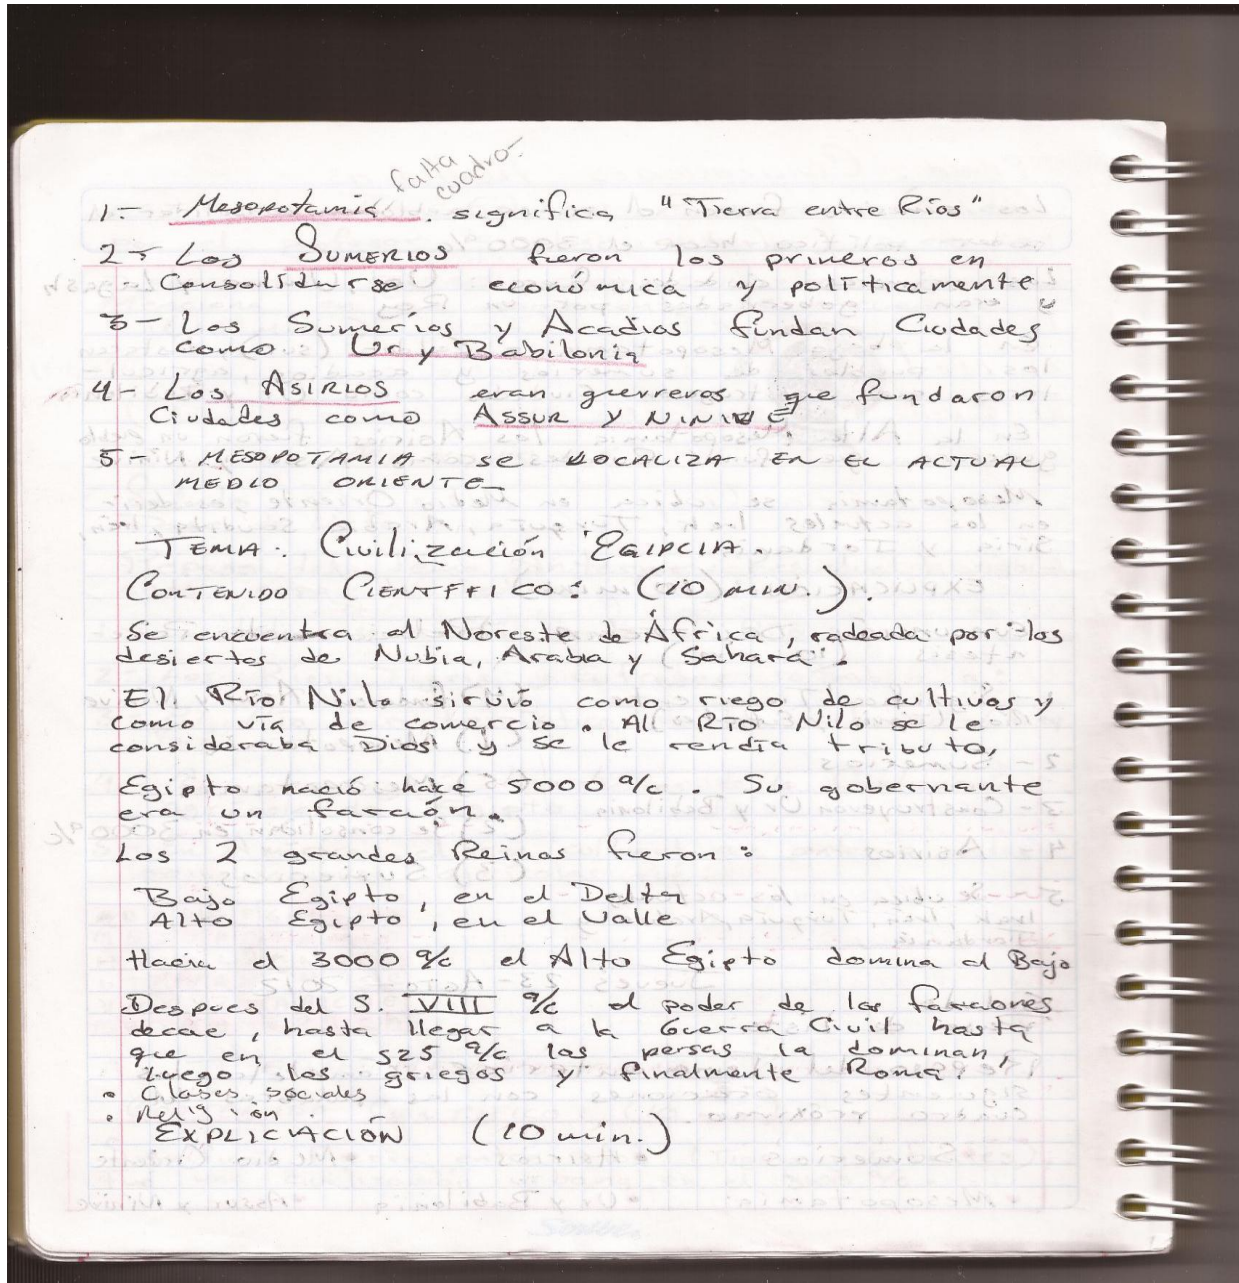 falta
cuadro-
1- Mesopotamia significa "Tierra entre Ríos"
2- Los SUMERIOS fueron los primeros en
Consolidarse económica y políticamente
3- Los Sumerios y Acadios fundan Ciudades
como Ur y Babilonia
4- Los ASIRIOS eran guerreros que fundaron
Ciudades como ASSUR Y NINIVE
5- MESOPOTAMIA SE LOCALIZA EN EL ACTUAL
MEDIO ORIENTE-
TEMA: Civilización EGIPCIA.
CONTENIDO CIENTÍFICO: (10 MIN.).
Se encuentra al Noreste de África, rodeada por los
desiertos de Nubia, Arabia y Sahara.
El Río Nilo sirvió como riego de cultivos y
como vía de comercio. Al Río Nilo se le
consideraba Dios y se le rendía tributo,
Egipto nació hace 5000 a/c. Su gobernante
era un faraón.
Los 2 grandes Reinos fueron:
Bajo Egipto, en el Delta
Alto Egipto, en el Valle
Hacia el 3000 a/c el Alto Egipto domina al Bajo
Despues del S. VIII a/c el poder de los faraones
decae, hasta llegar a la Guerra Civil hasta
que en el 525 a/c los persas la dominan,
luego los griegos y finalmente Roma.
• Clases sociales
• Religión.
EXPLICIACIÓN (10 min.)